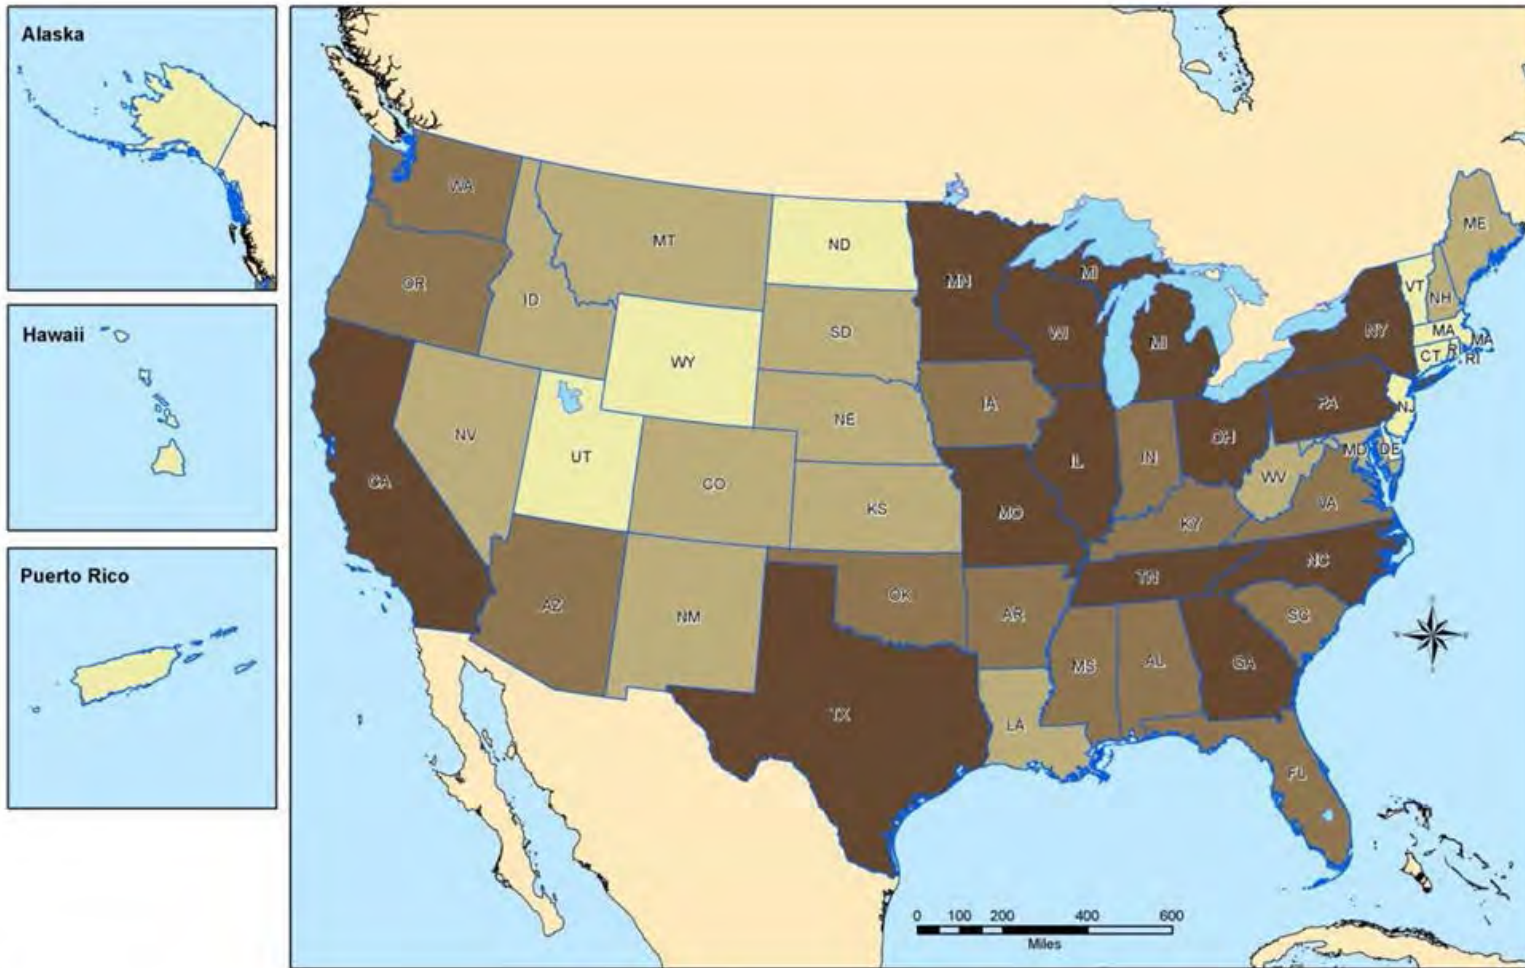 Alaska
Hawaii
Puerto Rico
WA
MT
ND
MN
MI
ME
VT
NH
OR
ID
SD
WI
MI
NY
MA
MA
WY
CT
RI
RI
NE
IA
PA
NJ
NV
UT
CO
IL
IN
OH
MD
DE
WV
CA
KS
MO
KY
VA
AZ
NM
OK
AR
TN
NC
SC
MS
AL
GA
TX
LA
FL
0 100 200 400 600
Miles